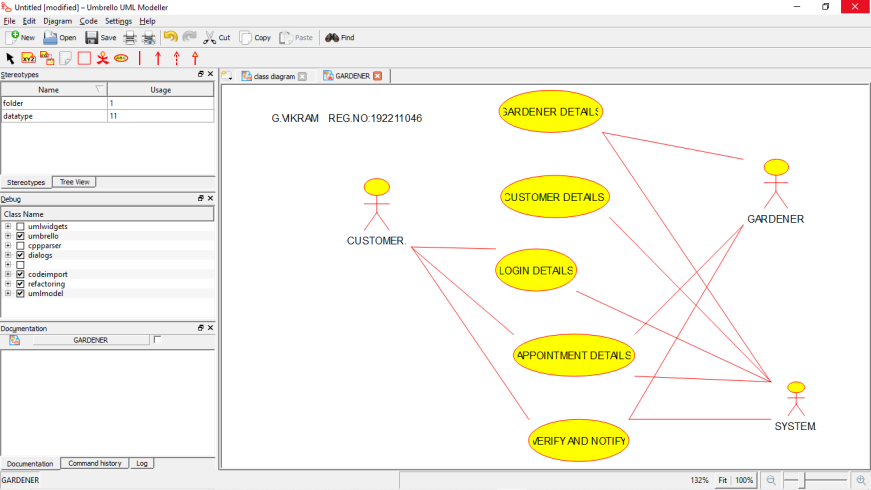 Untitled [modified] – Umbrello UML Modeller
File Edit Diagram Code Settings Help
New Open Save Cut Copy Paste Find
XYZ
Stereotypes
Name Usage
folder 1
datatype 11
Stereotypes Tree View
Debug
Class Name
umlwidgets
umbrello
cppparser
dialogs
codeimport
refactoring
umlmodel
Documentation
GARDENER
Documentation Command history Log
class diagram GARDENER
G.VIKRAM REG.NO:192211046
GARDENER DETAILS
CUSTOMER DETAILS
LOGIN DETAILS
APPOINTMENT DETAILS
VERIFY AND NOTIFY
CUSTOMER.
GARDENER
SYSTEM
GARDENER
132% Fit 100%